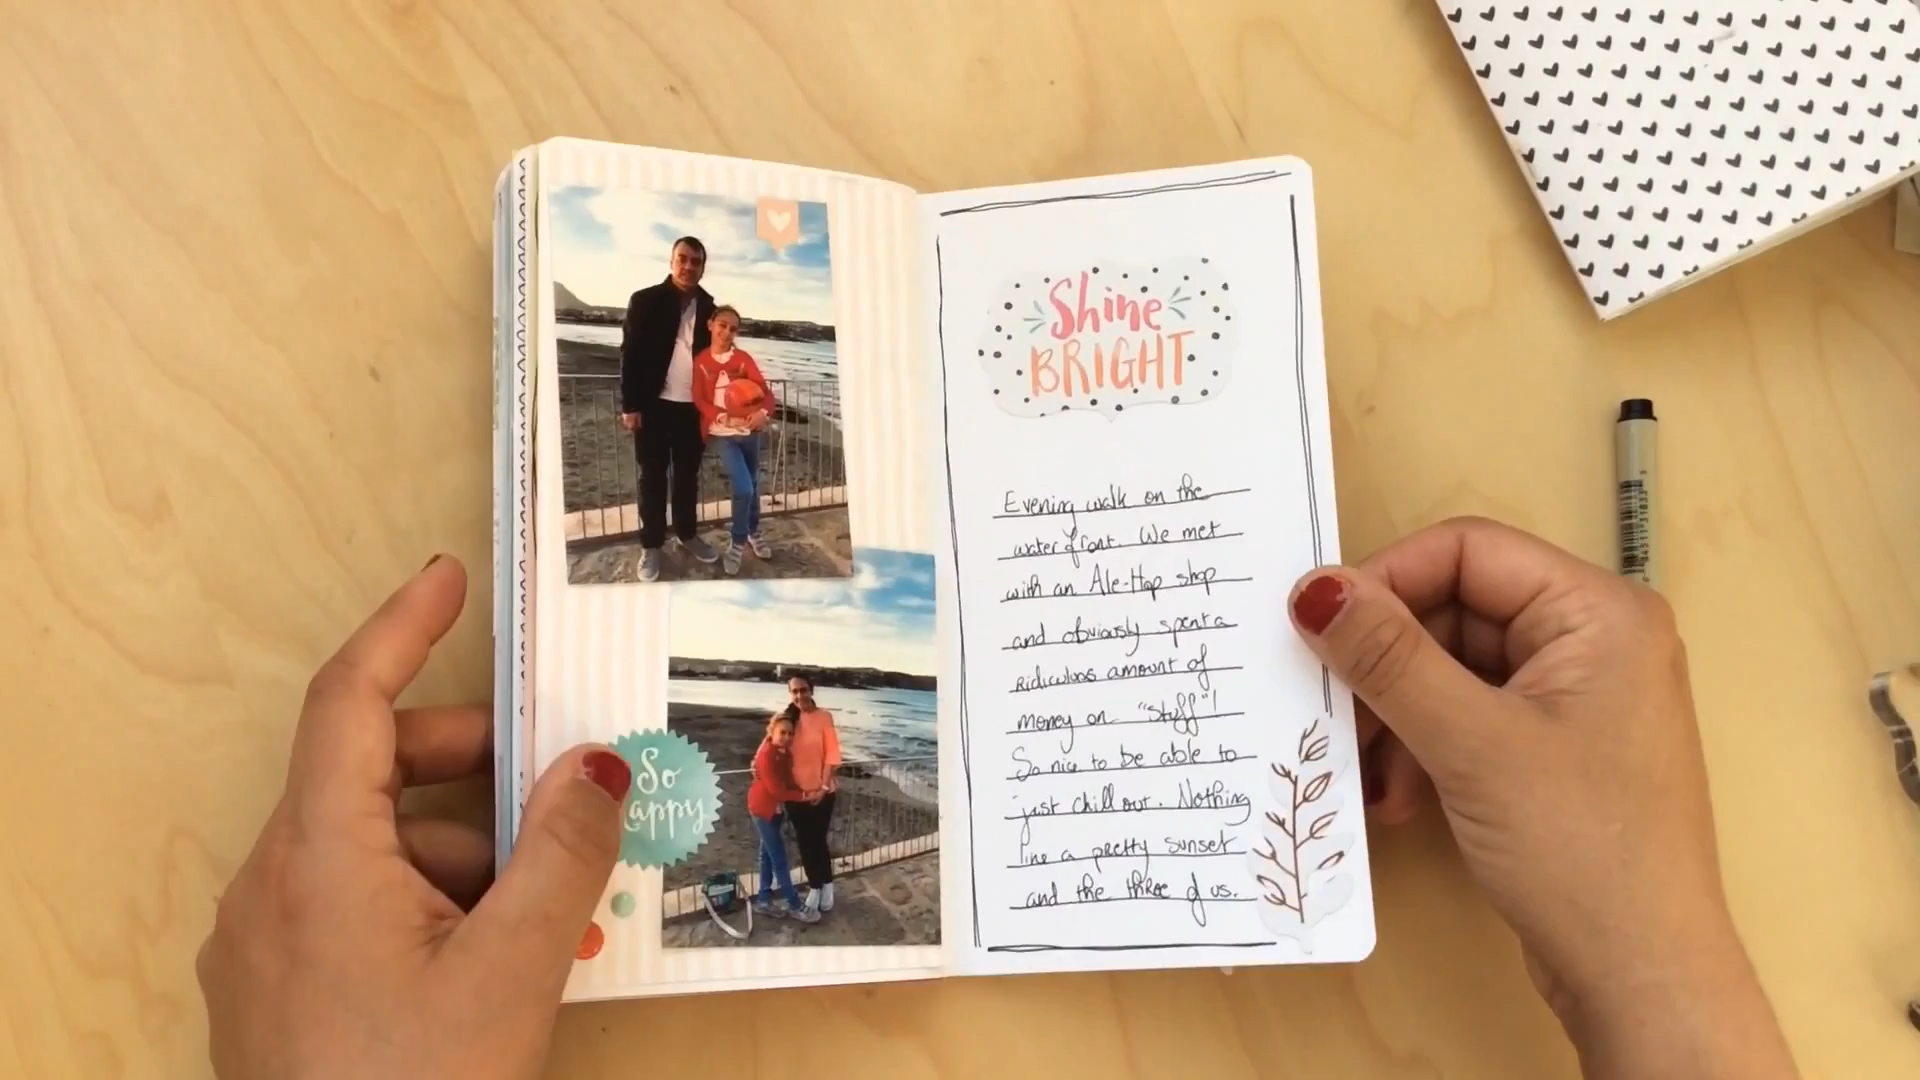 Shine
BRIGHT
Evening walk on the
waterfront. We met
with an Ale-Hop shop
and obviously spent a
ridiculous amount of
money on "stuff"!
So nice to be able to
just chill out. Nothing
like a pretty sunset
and the three of us.
So
happy